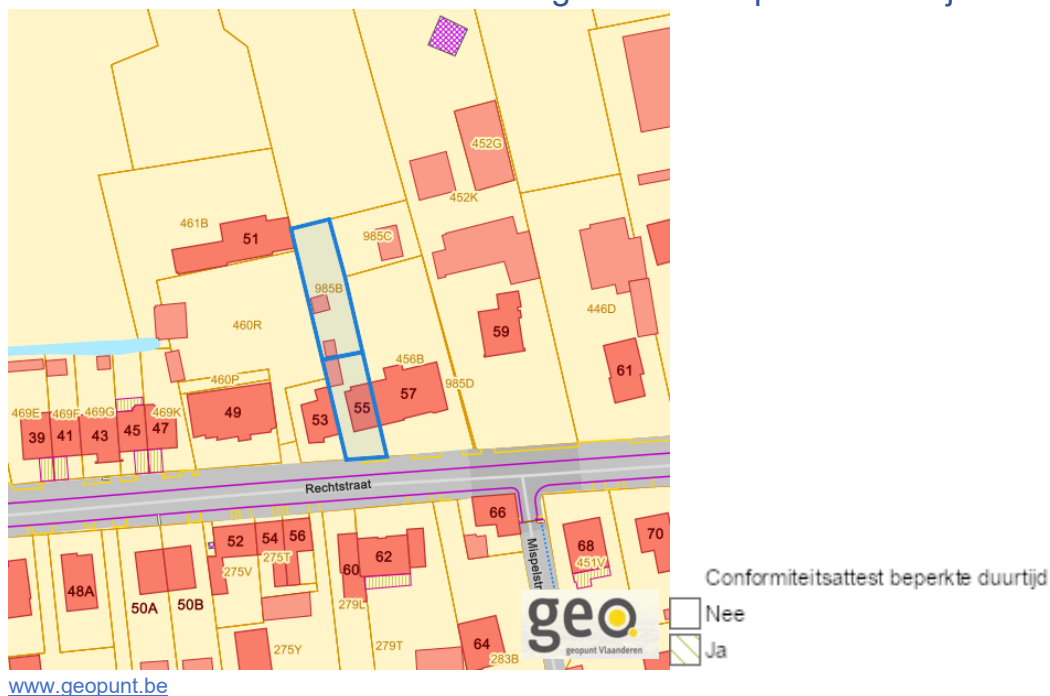 452G
452K
461B
51
985C
985B
460R
59
446D
456B
985D
61
460P
469E 469F 469G 469K
49
53
55
57
39 41 43 45 47
Rechtstraat
66
52 54 56
275T
275V
62
60
68
70
451V
48A
50A 50B
279L
279T
275Y
64
283B
geo
geopunt Vlaanderen
Conformiteitsattest beperkte duurtijd
Nee
Ja
www.geopunt.be